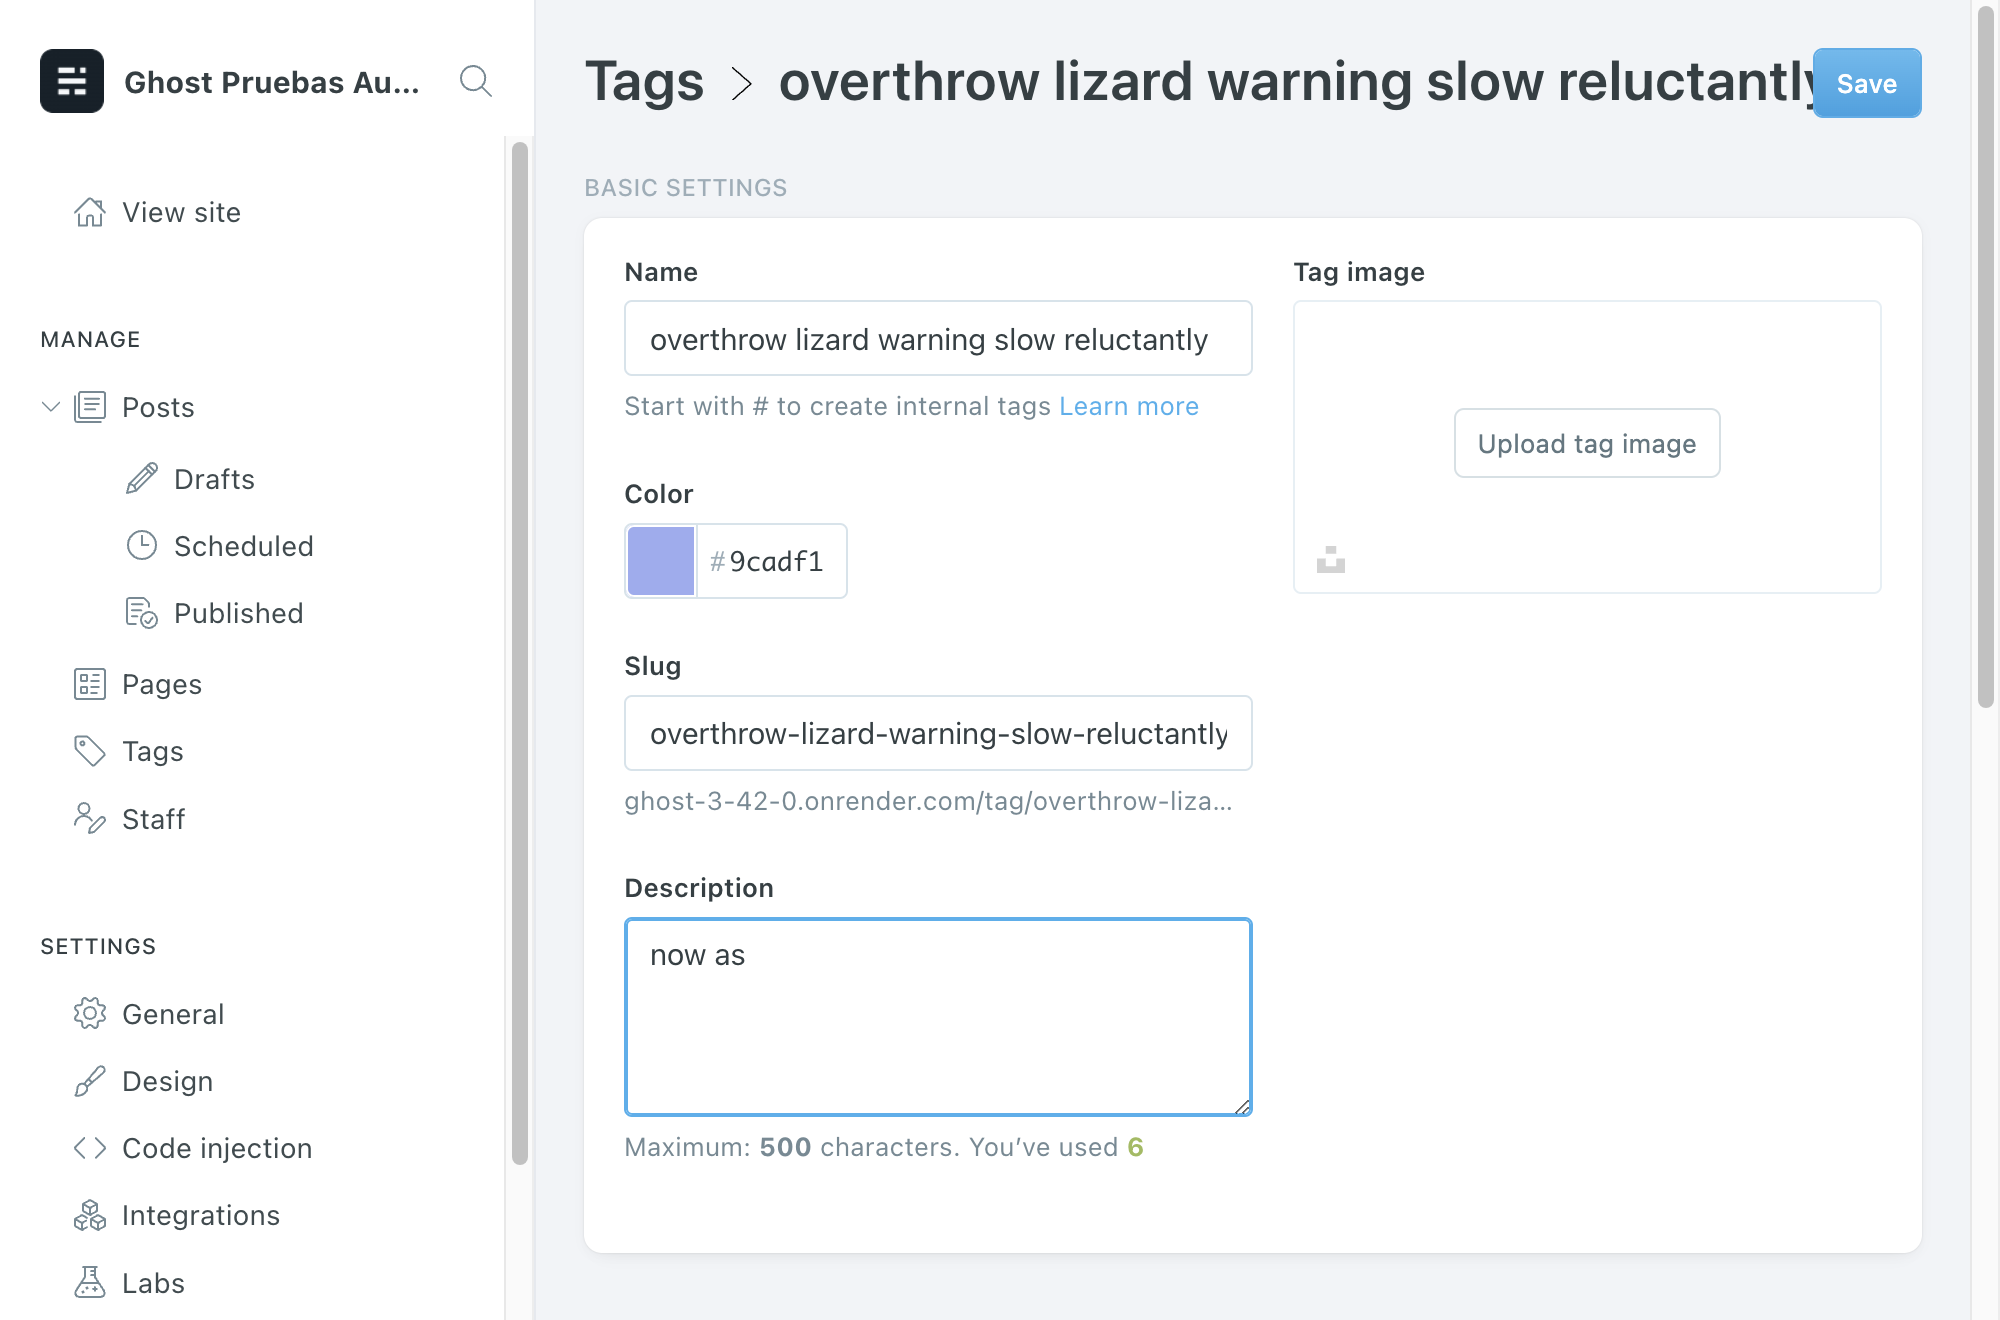 Ghost Pruebas Au...
View site
MANAGE
Posts
Drafts
Scheduled
Published
Pages
Tags
Staff
SETTINGS
General
Design
Code injection
Integrations
Labs
Tags > overthrow lizard warning slow reluctantly
Save
BASIC SETTINGS
Name
overthrow lizard warning slow reluctantly
Start with # to create internal tags Learn more
Color
#9cadf1
Slug
overthrow-lizard-warning-slow-reluctantly
ghost-3-42-0.onrender.com/tag/overthrow-liza...
Description
now as
Maximum: 500 characters. You’ve used 6
Tag image
Upload tag image